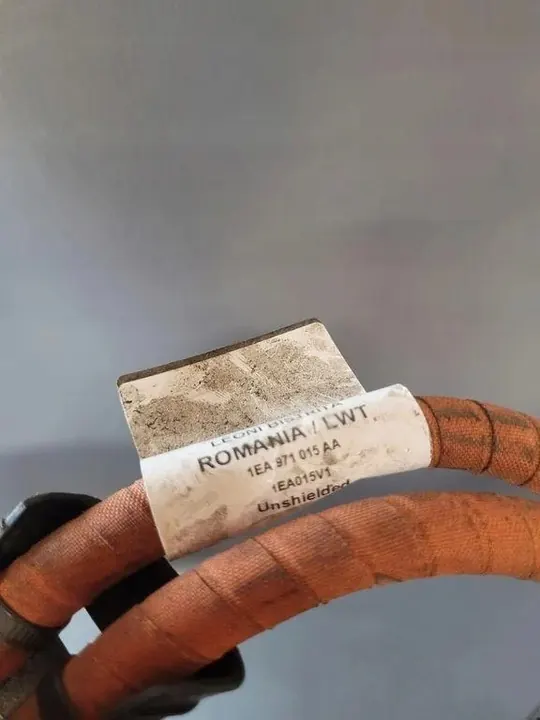 LEONI BISTRITA
ROMANIA / LWT
1EA 971 015 AA
1EA015V1
Unshielded